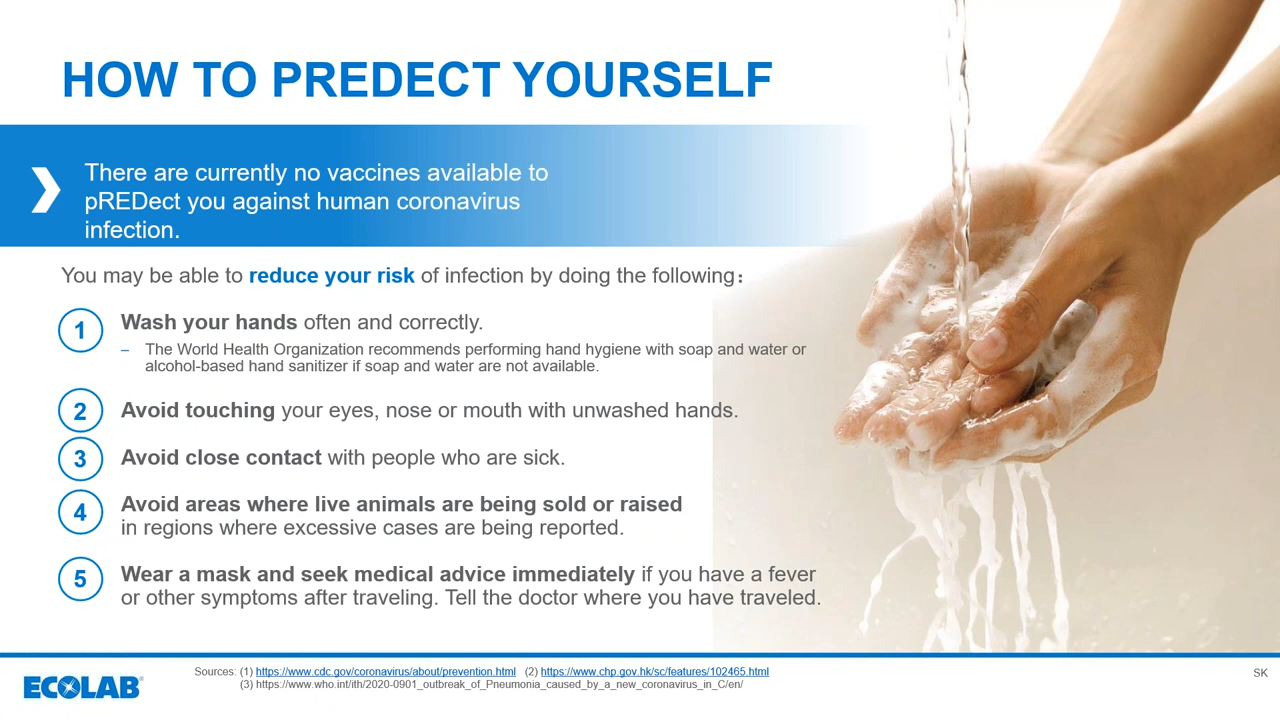 HOW TO PREDECT YOURSELF
There are currently no vaccines available to
pREDect you against human coronavirus
infection.
You may be able to reduce your risk of infection by doing the following：
1
Wash your hands often and correctly.
– The World Health Organization recommends performing hand hygiene with soap and water or
alcohol-based hand sanitizer if soap and water are not available.
2
Avoid touching your eyes, nose or mouth with unwashed hands.
3
Avoid close contact with people who are sick.
4
Avoid areas where live animals are being sold or raised
in regions where excessive cases are being reported.
5
Wear a mask and seek medical advice immediately if you have a fever
or other symptoms after traveling. Tell the doctor where you have traveled.
Sources: (1) https://www.cdc.gov/coronavirus/about/prevention.html (2) https://www.chp.gov.hk/sc/features/102465.html
(3) https://www.who.int/ith/2020-0901_outbreak_of_Pneumonia_caused_by_a_new_coronavirus_in_C/en/
ECOLAB®
SK